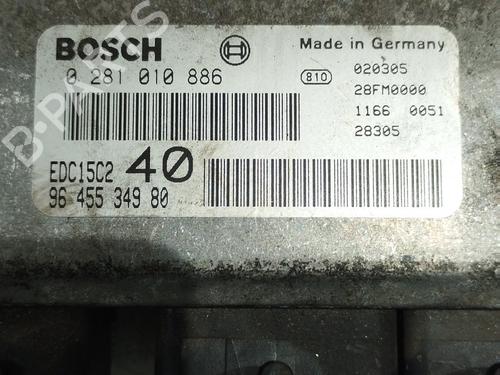 BOSCH
Made in Germany
0 281 010 886
810
020305
28FM0000
1166 0051
28305
EDC15C2 40
96 455 349 80
B-PARTS